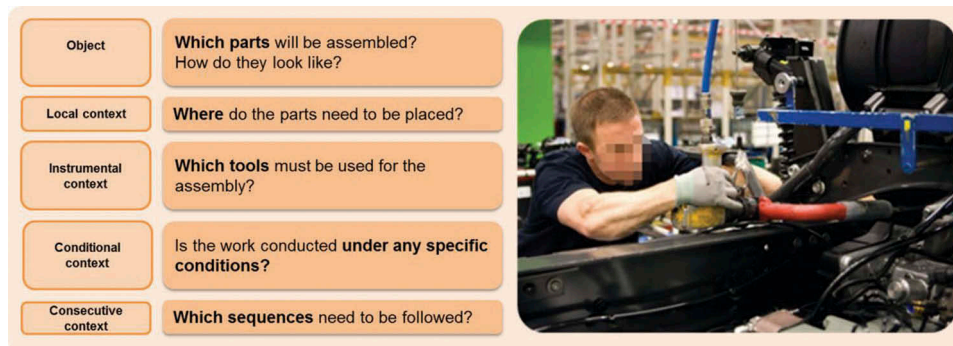 Object
Which parts will be assembled?
How do they look like?
Local context
Where do the parts need to be placed?
Instrumental
context
Which tools must be used for the
assembly?
Conditional
context
Is the work conducted under any specific
conditions?
Consecutive
context
Which sequences need to be followed?